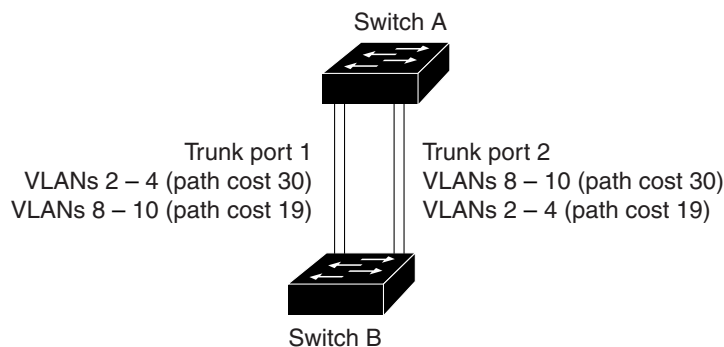 Switch A
Trunk port 1
VLANs 2 – 4 (path cost 30)
VLANs 8 – 10 (path cost 19)
Trunk port 2
VLANs 8 – 10 (path cost 30)
VLANs 2 – 4 (path cost 19)
Switch B